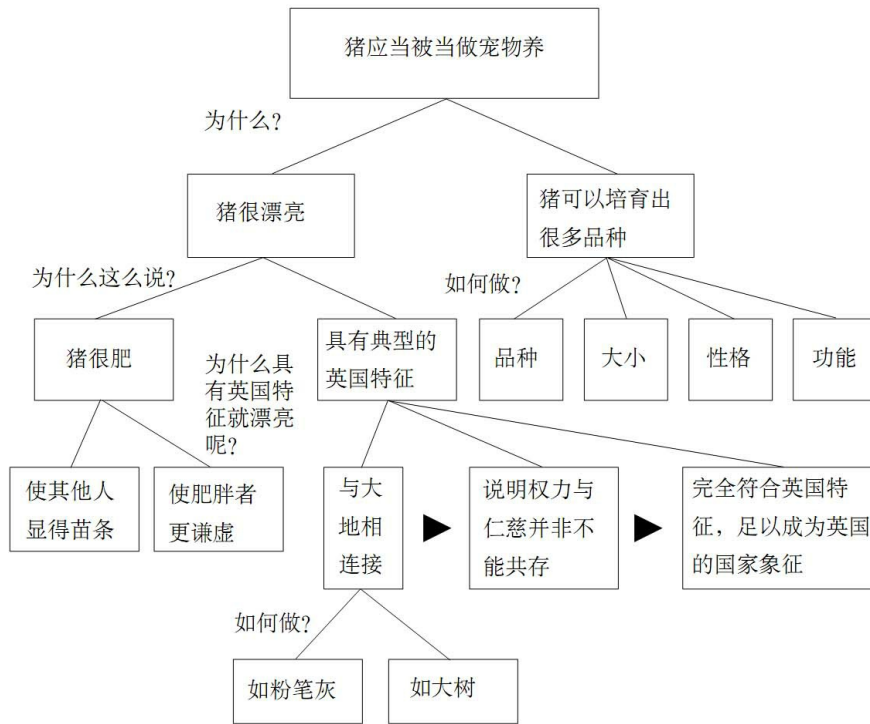 猪应当被当做宠物养
为什么?
猪很漂亮
猪可以培育出
很多品种
为什么这么说?
如何做?
猪很肥
为什么具
有英国特
征就漂亮
呢?
具有典型的
英国特征
品种
大小
性格
功能
使其他人
显得苗条
使肥胖者
更谦虚
与大
地相
连接
说明权力与
仁慈并非不
能共存
完全符合英国特
征，足以成为英国
的国家象征
如何做?
如粉笔灰
如大树